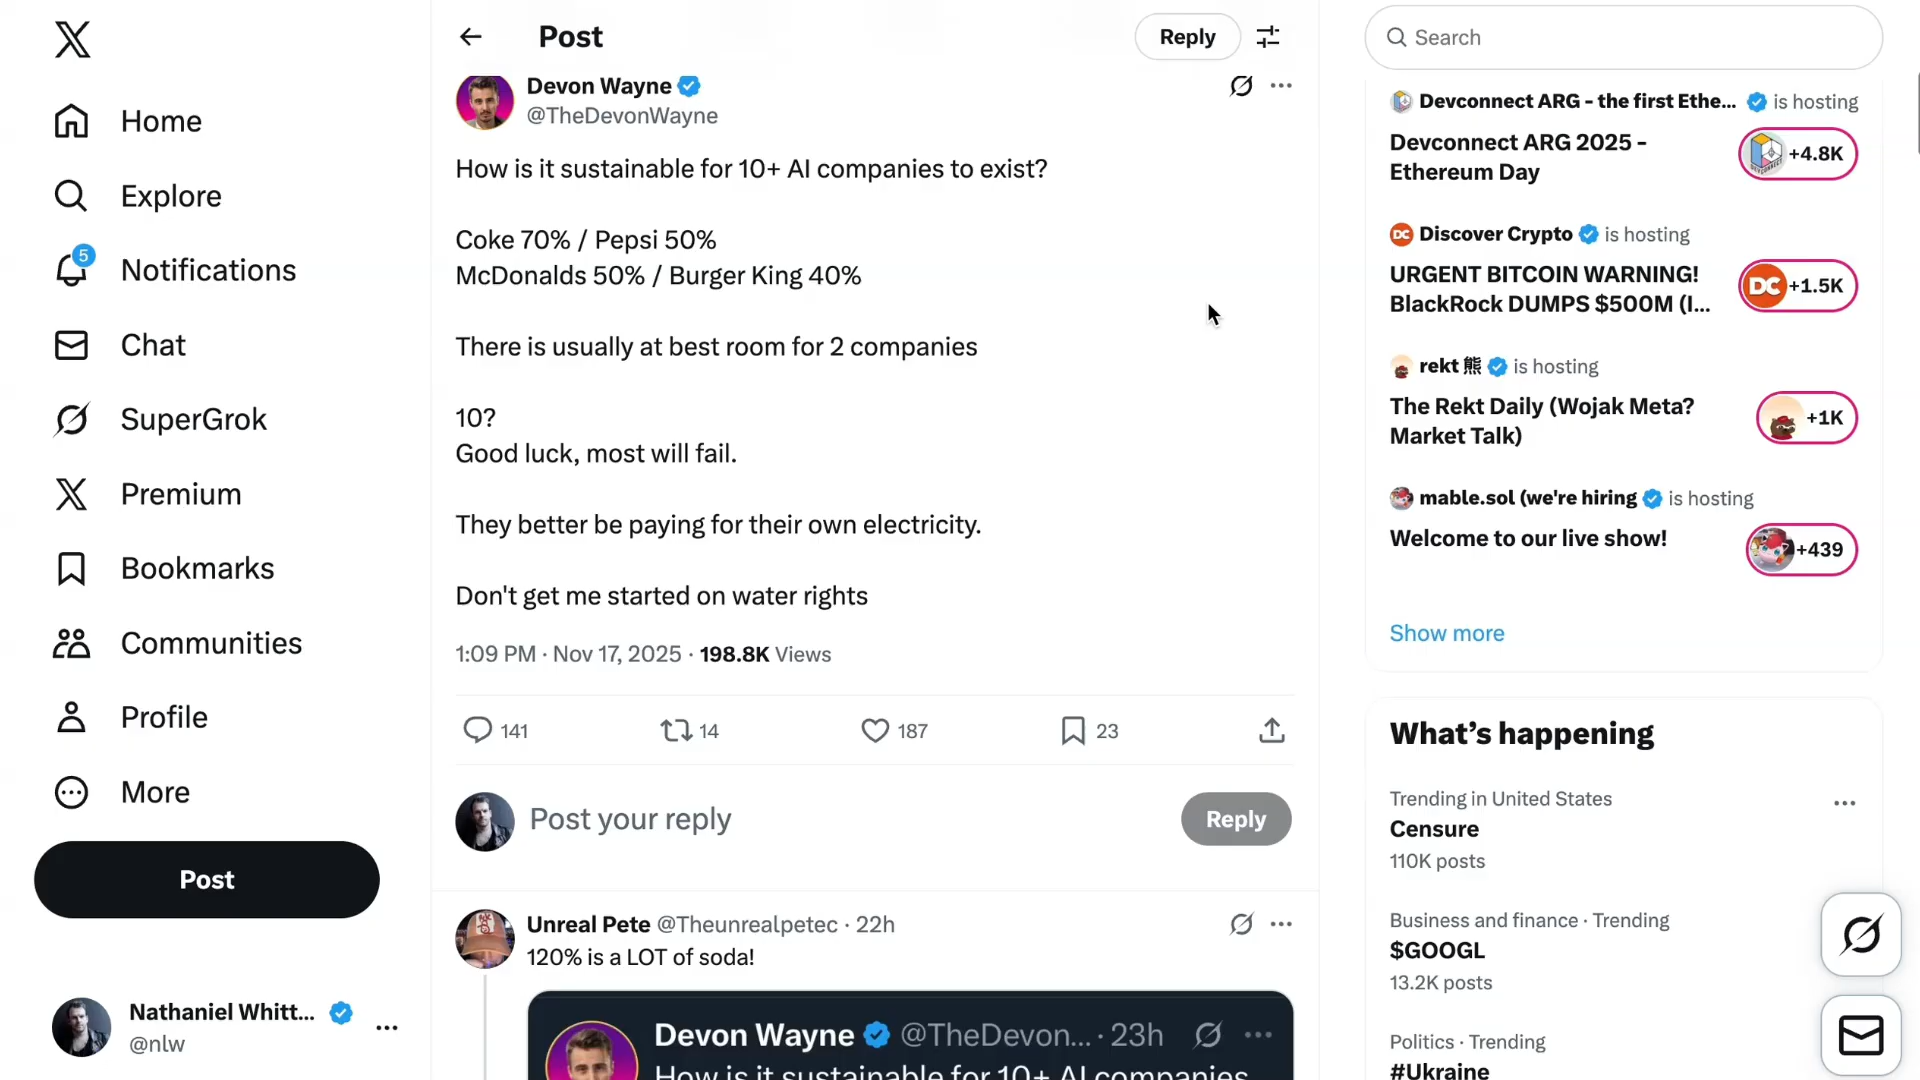 Home
Explore
5
Notifications
Chat
SuperGrok
Premium
Bookmarks
Communities
Profile
More
Post
Nathaniel Whitt...
@nlw
Post
Reply
Devon Wayne
@TheDevonWayne
How is it sustainable for 10+ AI companies to exist?
Coke 70% / Pepsi 50%
McDonalds 50% / Burger King 40%
There is usually at best room for 2 companies
10?
Good luck, most will fail.
They better be paying for their own electricity.
Don't get me started on water rights
1:09 PM · Nov 17, 2025 · 198.8K Views
141 14 187 23
Post your reply
Reply
Unreal Pete @Theunrealpetec · 22h
120% is a LOT of soda!
Devon Wayne @TheDevon... · 23h
How is it sustainable for 10+ AI companies
Search
Devconnect ARG - the first Ethe... is hosting
Devconnect ARG 2025 -
Ethereum Day
+4.8K
DC Discover Crypto is hosting
URGENT BITCOIN WARNING!
BlackRock DUMPS $500M (I...
DC +1.5K
rekt 熊 is hosting
The Rekt Daily (Wojak Meta?
Market Talk)
+1K
mable.sol (we're hiring is hosting
Welcome to our live show!
+439
Show more
What's happening
Trending in United States
Censure
110K posts
Business and finance · Trending
$GOOGL
13.2K posts
Politics · Trending
#Ukraine